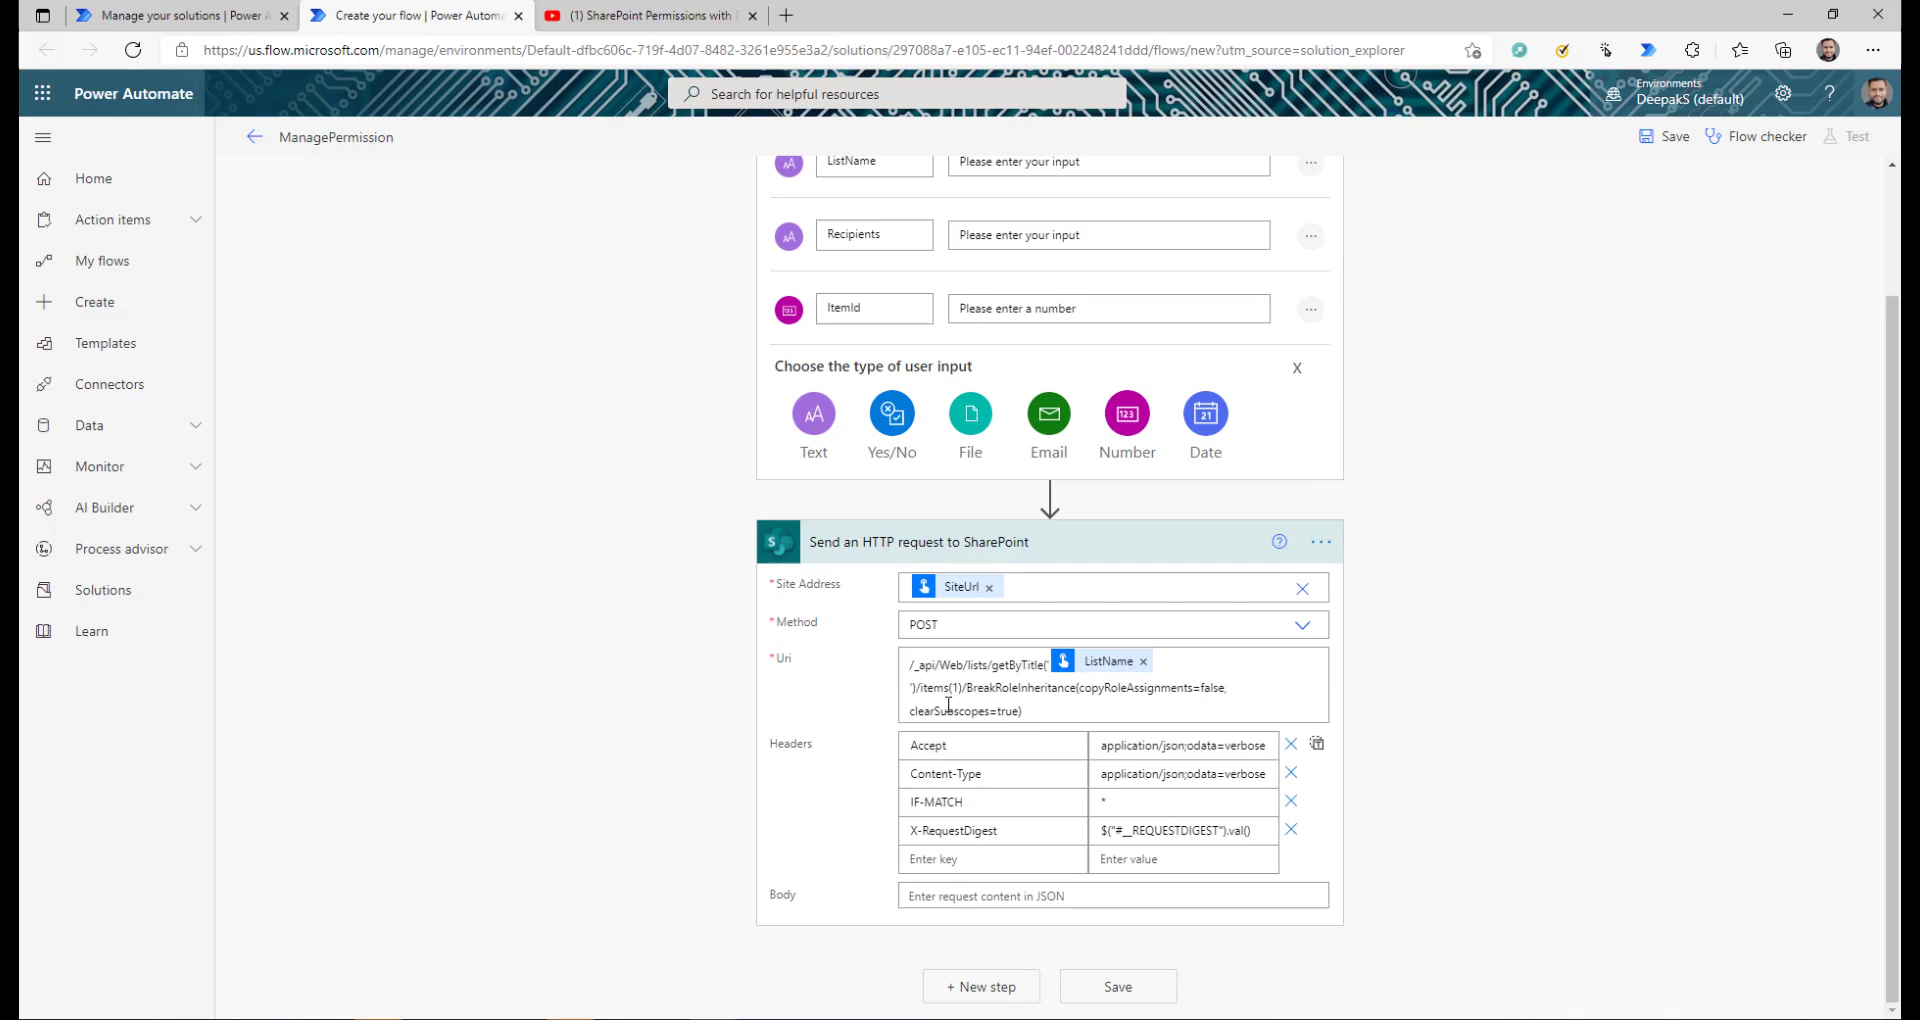 Manage your solutions | Power A
Create your flow | Power Automa
(1) SharePoint Permissions with
https://us.flow.microsoft.com/manage/environments/Default-dfbc606c-719f-4d07-8482-3261e955e3a2/solutions/297088a7-e105-ec11-94ef-002248241ddd/flows/new?utm_source=solution_explorer
Power Automate
Search for helpful resources
Environments
DeepakS (default)
ManagePermission
Save
Flow checker
Test
Home
Action items
My flows
Create
Templates
Connectors
Data
Monitor
AI Builder
Process advisor
Solutions
Learn
ListName
Please enter your input
Recipients
Please enter your input
ItemId
Please enter a number
Choose the type of user input
X
Text
Yes/No
File
Email
Number
Date
Send an HTTP request to SharePoint
* Site Address
SiteUrl
* Method
POST
* Uri
/_api/Web/lists/getByTitle(' ListName
')/items(1)/BreakRoleInheritance(copyRoleAssignments=false,
clearSubscopes=true)
Headers
Accept
application/json;odata=verbose
Content-Type
application/json;odata=verbose
IF-MATCH
*
X-RequestDigest
$("#__REQUESTDIGEST").val()
Enter key
Enter value
Body
Enter request content in JSON
+ New step
Save